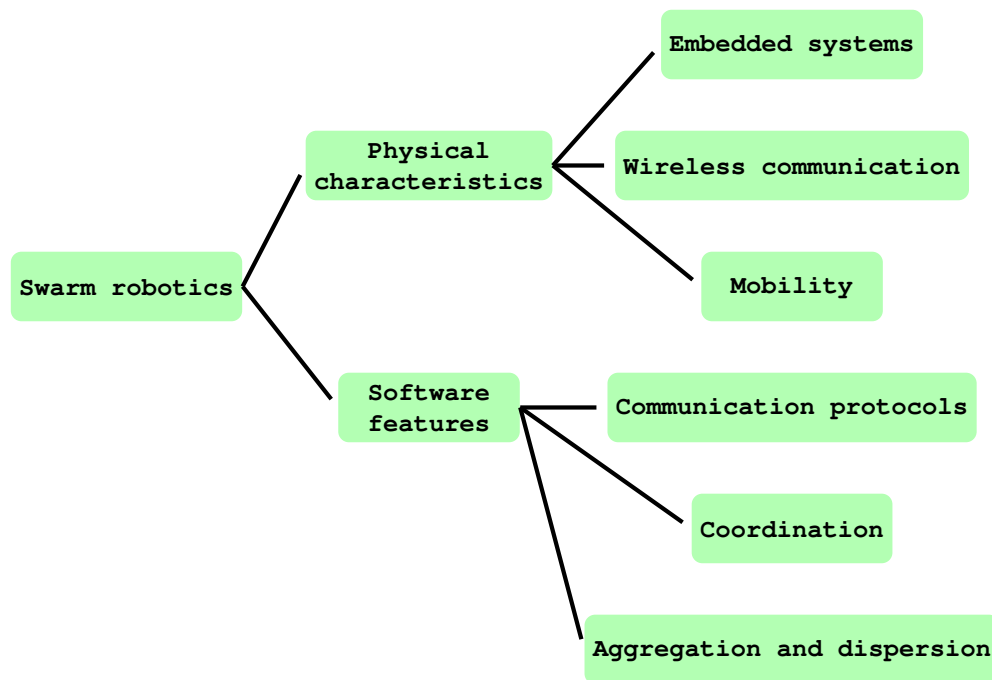 Embedded systems
Physical
characteristics
Wireless communication
Swarm robotics
Mobility
Software
features
Communication protocols
Coordination
Aggregation and dispersion